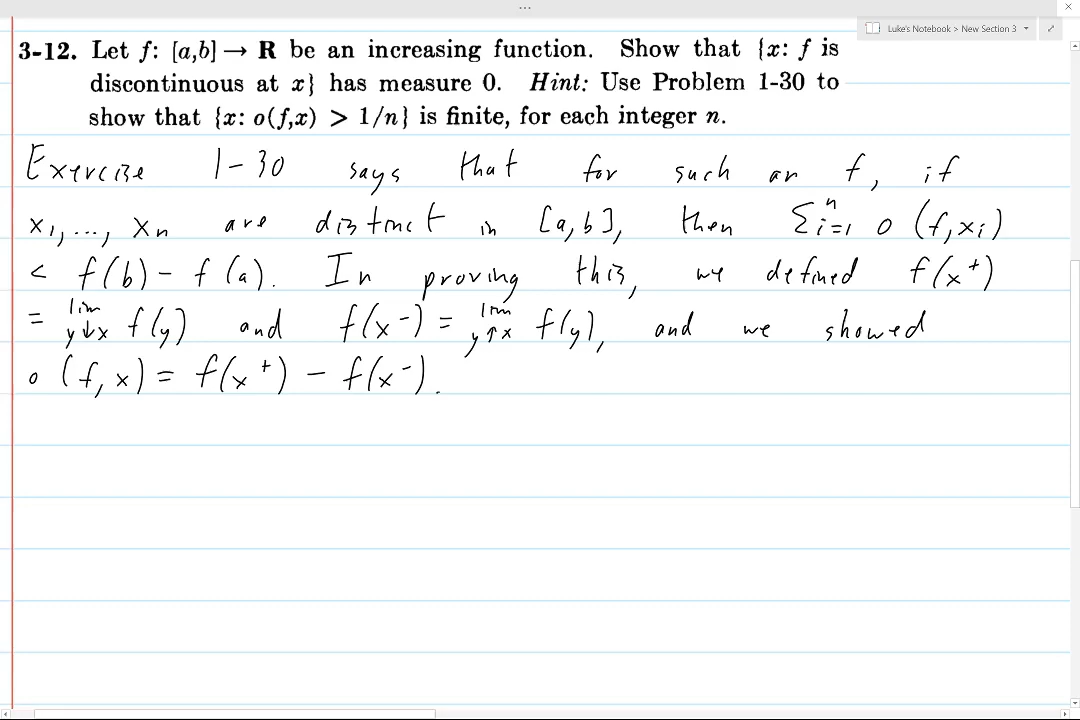 Luke's Notebook > New Section 3
3-12. Let f: [a,b] → R be an increasing function. Show that {x: f is
discontinuous at x} has measure 0. Hint: Use Problem 1-30 to
show that {x: o(f,x) > 1/n} is finite, for each integer n.
Exercise 1-30 says that for such an f, if
x₁, ..., xₙ are distinct in [a,b], then Σᵢ₌₁ⁿ o(f,xᵢ)
< f(b) - f(a). In proving this, we defined f(x⁺)
= lim y↓x f(y) and f(x⁻) = lim y↑x f(y), and we showed
o(f,x) = f(x⁺) - f(x⁻).